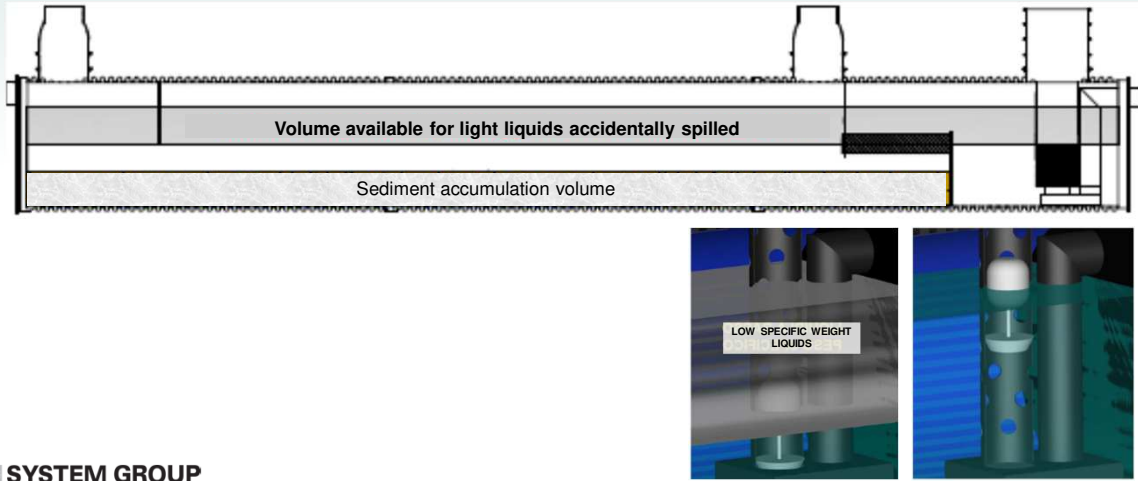 Volume available for light liquids accidentally spilled
Sediment accumulation volume
LOW SPECIFIC WEIGHT
LIQUIDS
SYSTEM GROUP